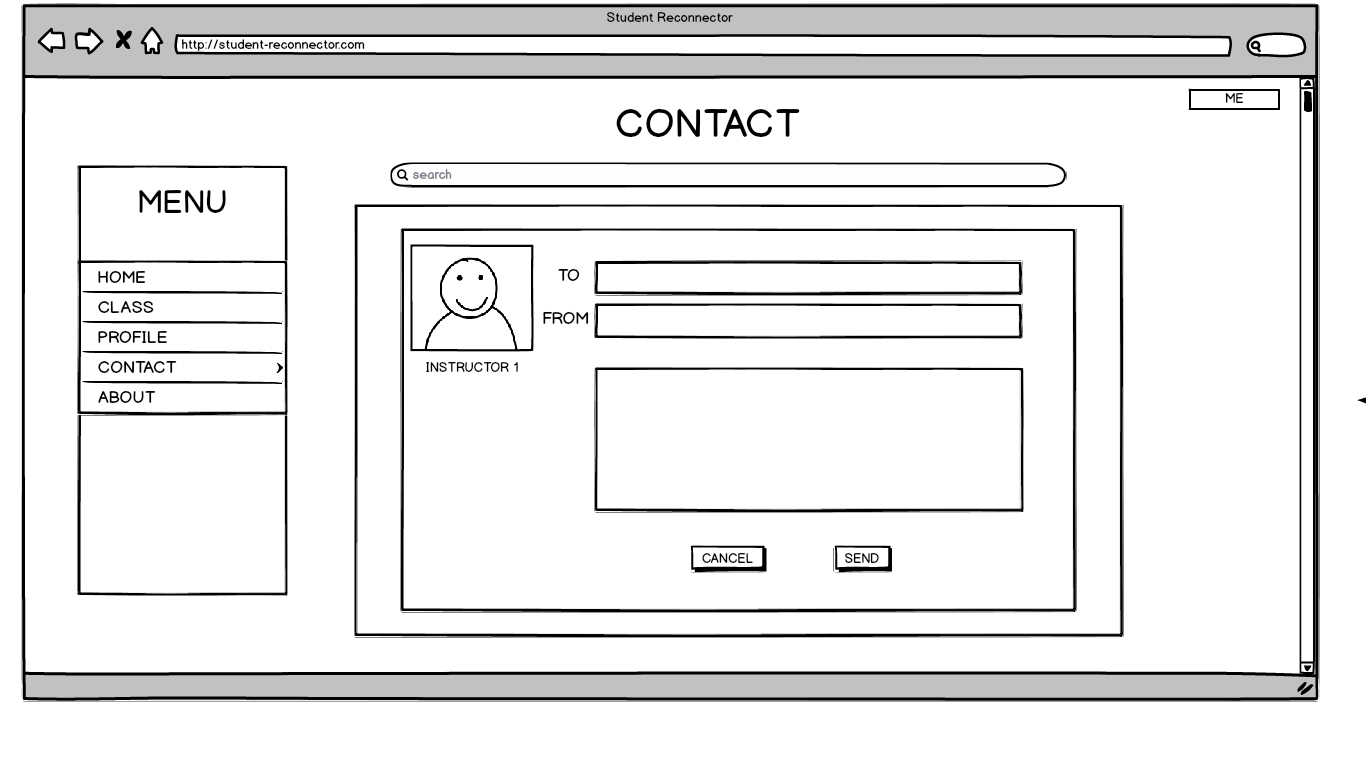 Student Reconnector
http://student-reconnector.com
ME
CONTACT
search
MENU
HOME
CLASS
PROFILE
CONTACT
ABOUT
TO
FROM
INSTRUCTOR 1
CANCEL
SEND